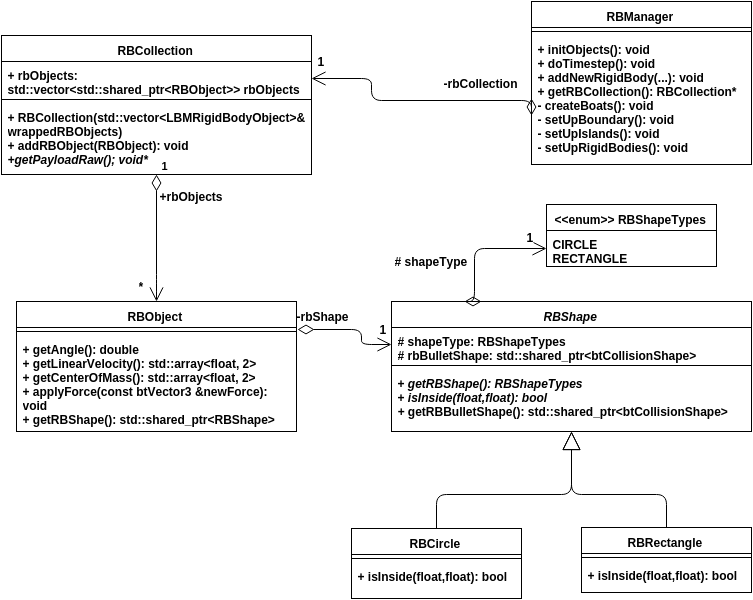 RBManager
+ initObjects(): void
+ doTimestep(): void
+ addNewRigidBody(...): void
+ getRBCollection(): RBCollection*
- createBoats(): void
- setUpBoundary(): void
- setUpIslands(): void
- setUpRigidBodies(): void
RBCollection
+ rbObjects:
std::vector<std::shared_ptr<RBObject>> rbObjects
+ RBCollection(std::vector<LBMRigidBodyObject>&
wrappedRBObjects)
+ addRBObject(RBObject): void
+getPayloadRaw(); void*
1
-rbCollection
1
+rbObjects
*
<<enum>> RBShapeTypes
CIRCLE
RECTANGLE
1
# shapeType
RBObject
+ getAngle(): double
+ getLinearVelocity(): std::array<float, 2>
+ getCenterOfMass(): std::array<float, 2>
+ applyForce(const btVector3 &newForce):
void
+ getRBShape(): std::shared_ptr<RBShape>
-rbShape
1
RBShape
# shapeType: RBShapeTypes
# rbBulletShape: std::shared_ptr<btCollisionShape>
+ getRBShape(): RBShapeTypes
+ isInside(float,float): bool
+ getRBBulletShape(): std::shared_ptr<btCollisionShape>
RBCircle
+ isInside(float,float): bool
RBRectangle
+ isInside(float,float): bool